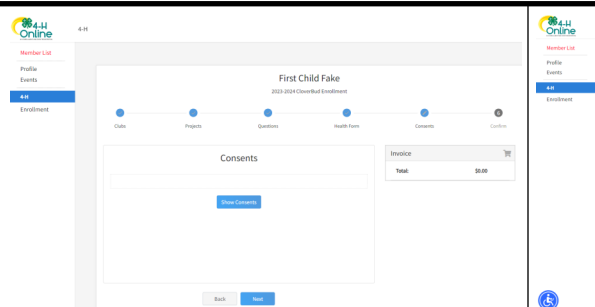 4-H
Online
Member List
Profile
Events
4-H
Enrollment
4-H
First Child Fake
2023-2024 CloverBud Enrollment
Clubs
Projects
Questions
Health Form
Consents
6
Confirm
Consents
Show Consents
Back
Next
Invoice
Total:
$0.00
4-H
Online
Member List
Profile
Events
4-H
Enrollment